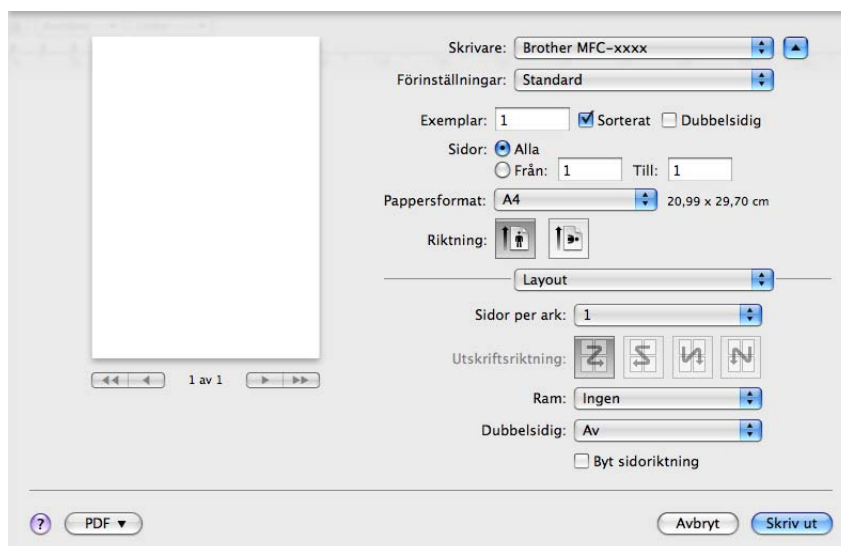 Skrivare: Brother MFC-xxxx
Förinställningar: Standard
Exemplar: 1 Sorterat Dubbelsidig
Sidor: Alla
Från: 1 Till: 1
Pappersformat: A4 20,99 x 29,70 cm
Riktning:
Layout
Sidor per ark: 1
Utskriftsriktning:
1 av 1
Ram: Ingen
Dubbelsidig: Av
Byt sidoriktning
? PDF ▼ Avbryt Skriv ut